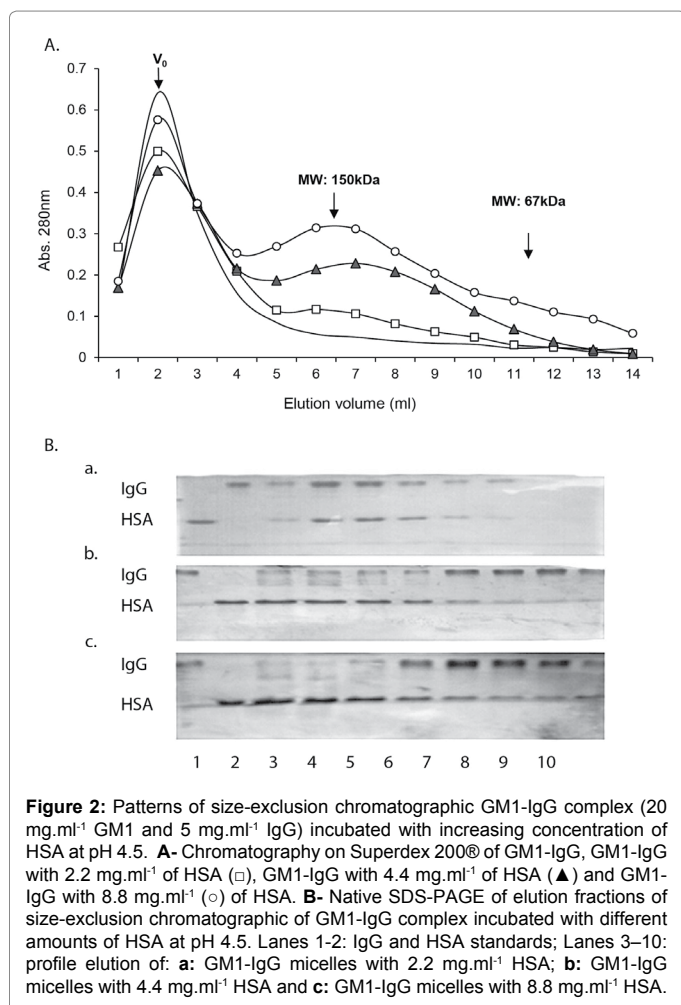 A.
V0
0.7
0.6
0.5
0.4
0.3
0.2
0.1
0
Abs. 280nm
MW: 150kDa
MW: 67kDa
1 2 3 4 5 6 7 8 9 10 11 12 13 14
Elution volume (ml)
B.
a.
IgG
HSA
b.
IgG
HSA
c.
IgG
HSA
1 2 3 4 5 6 7 8 9 10
Figure 2: Patterns of size-exclusion chromatographic GM1-IgG complex (20
mg.ml-1 GM1 and 5 mg.ml-1 IgG) incubated with increasing concentration of
HSA at pH 4.5. A- Chromatography on Superdex 200® of GM1-IgG, GM1-IgG
with 2.2 mg.ml-1 of HSA (□), GM1-IgG with 4.4 mg.ml-1 of HSA (▲) and GM1-
IgG with 8.8 mg.ml-1 (○) of HSA. B- Native SDS-PAGE of elution fractions of
size-exclusion chromatographic of GM1-IgG complex incubated with different
amounts of HSA at pH 4.5. Lanes 1-2: IgG and HSA standards; Lanes 3–10:
profile elution of: a: GM1-IgG micelles with 2.2 mg.ml-1 HSA; b: GM1-IgG
micelles with 4.4 mg.ml-1 HSA and c: GM1-IgG micelles with 8.8 mg.ml-1 HSA.